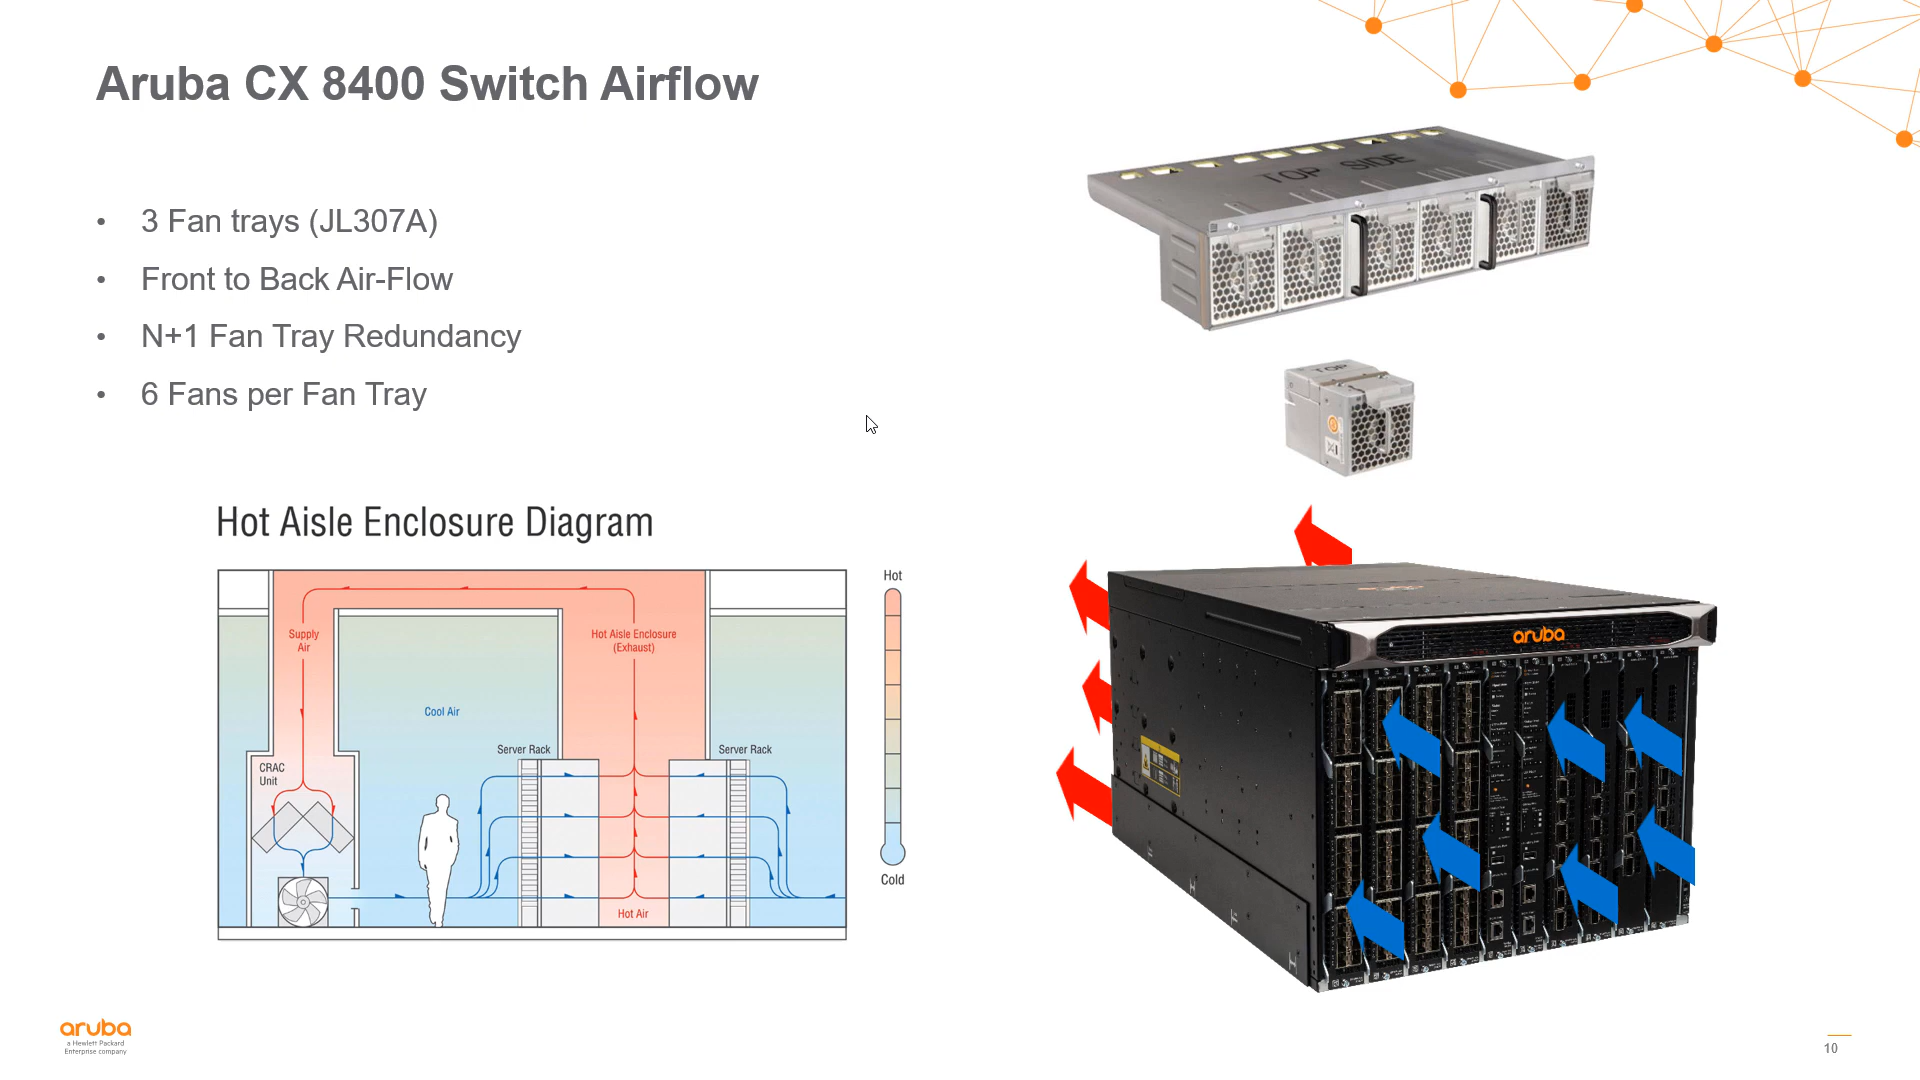 Aruba CX 8400 Switch Airflow
• 3 Fan trays (JL307A)
• Front to Back Air-Flow
• N+1 Fan Tray Redundancy
• 6 Fans per Fan Tray
TOP SIDE
TOP
Hot Aisle Enclosure Diagram
Hot
Supply
Air
Hot Aisle Enclosure
(Exhaust)
Cool Air
Server Rack
Server Rack
CRAC
Unit
Hot Air
Cold
aruba
aruba
a Hewlett Packard
Enterprise company
10